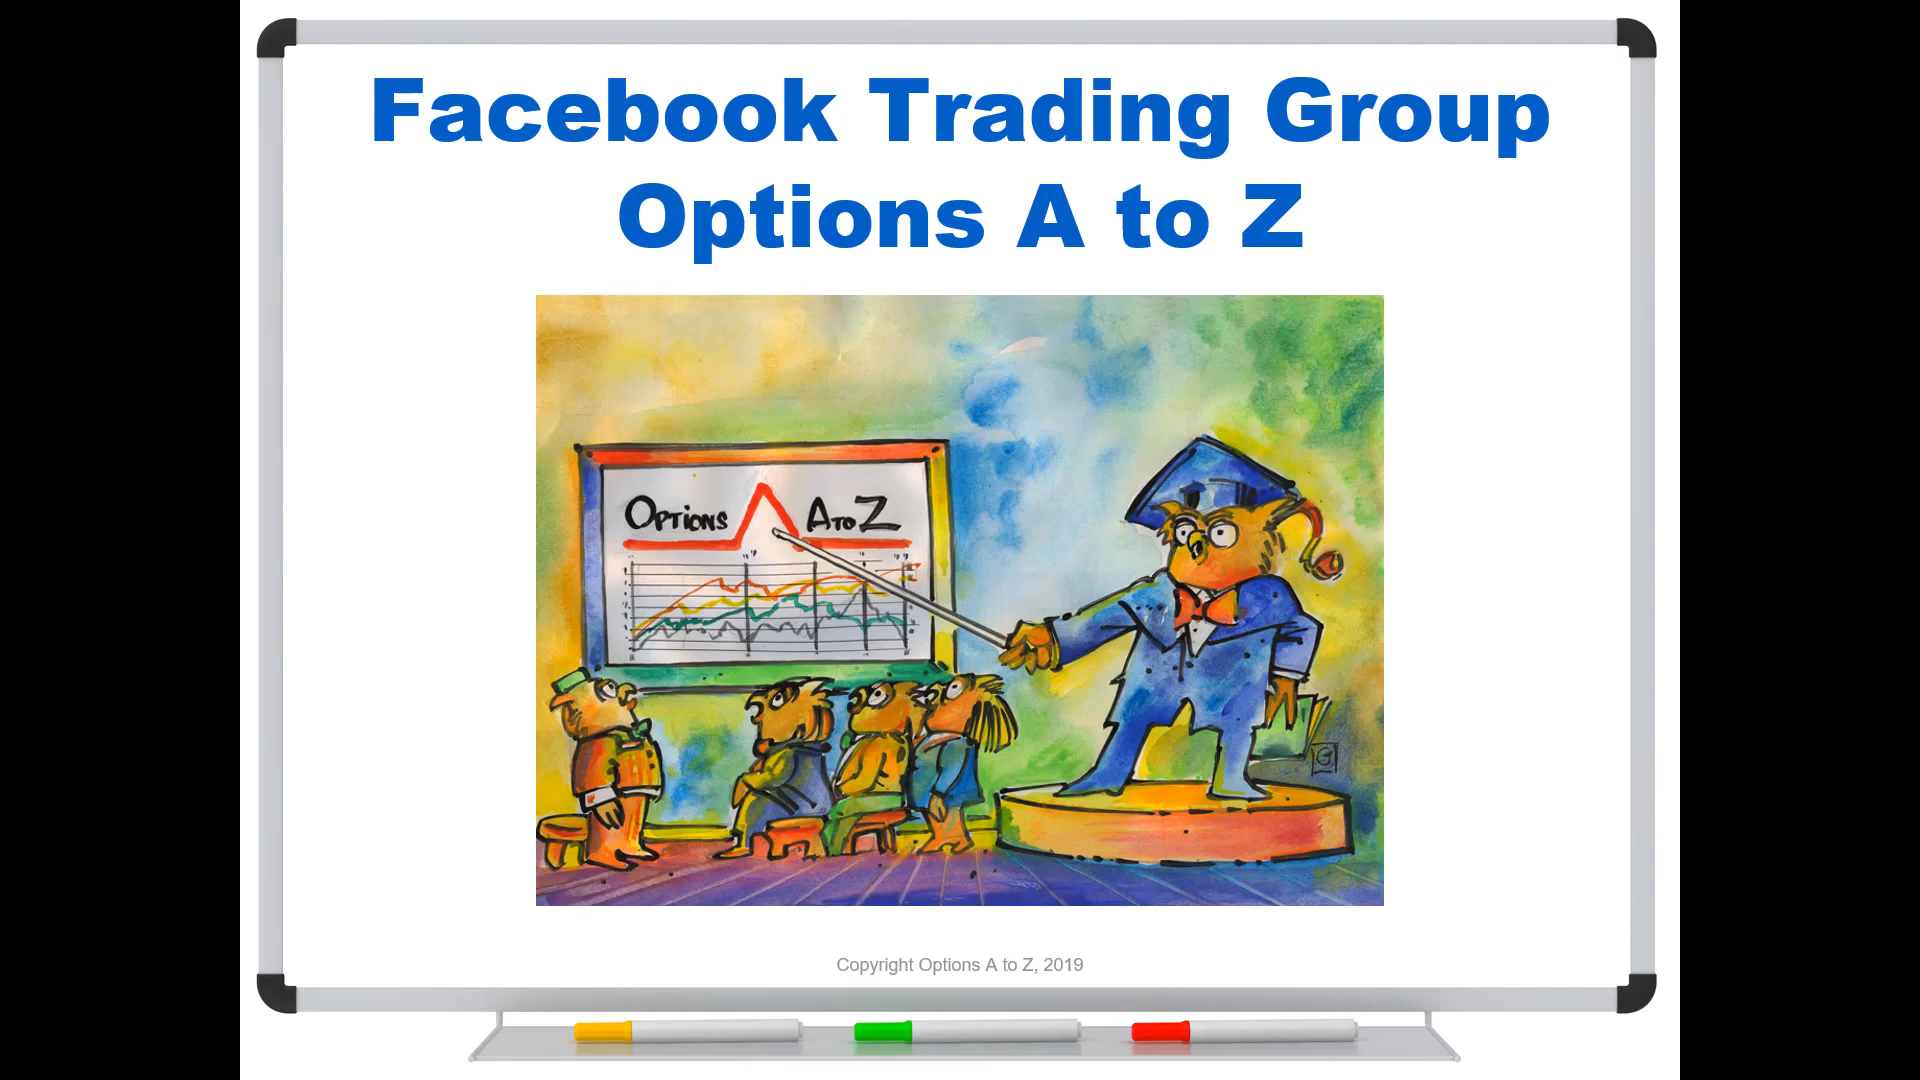 Facebook Trading Group
Options A to Z
OPTiONS A TO Z
G
Copyright Options A to Z, 2019